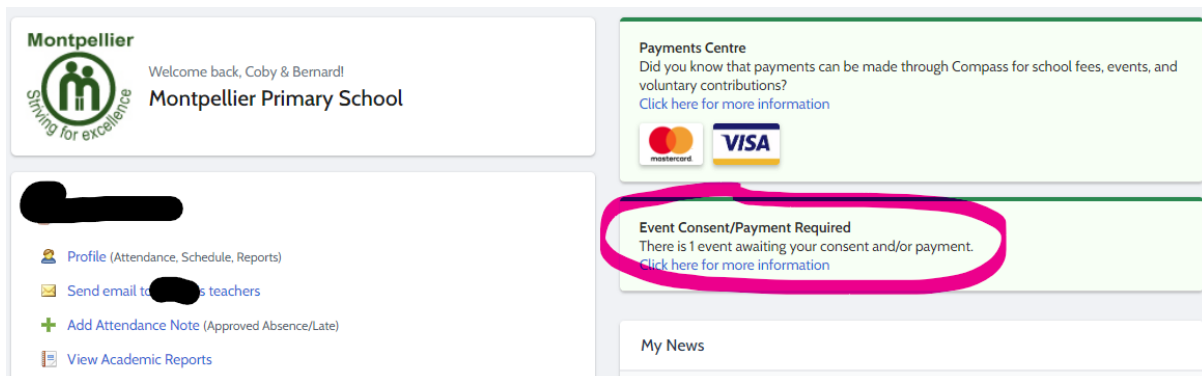 Montpellier
Striving for excellence
Welcome back, Coby & Bernard!
Montpellier Primary School
Profile (Attendance, Schedule, Reports)
Send email to s teachers
Add Attendance Note (Approved Absence/Late)
View Academic Reports
Payments Centre
Did you know that payments can be made through Compass for school fees, events, and
voluntary contributions?
Click here for more information
mastercard
VISA
Event Consent/Payment Required
There is 1 event awaiting your consent and/or payment.
Click here for more information
My News